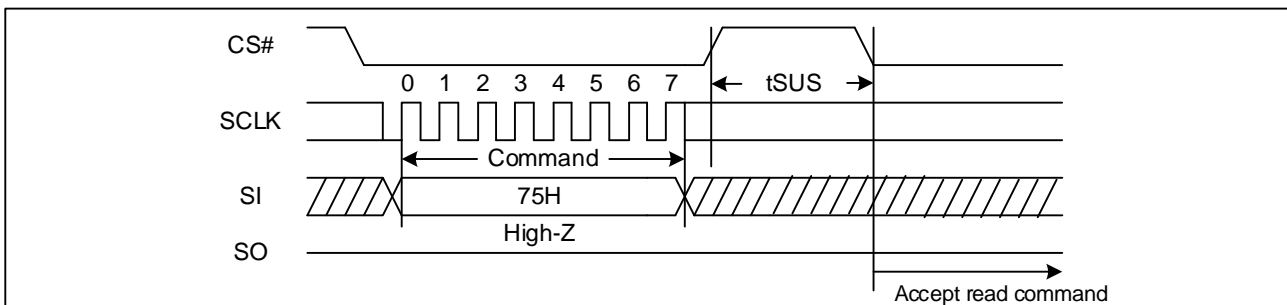 CS#
0 1 2 3 4 5 6 7
tSUS
SCLK
Command
SI
75H
High-Z
SO
Accept read command